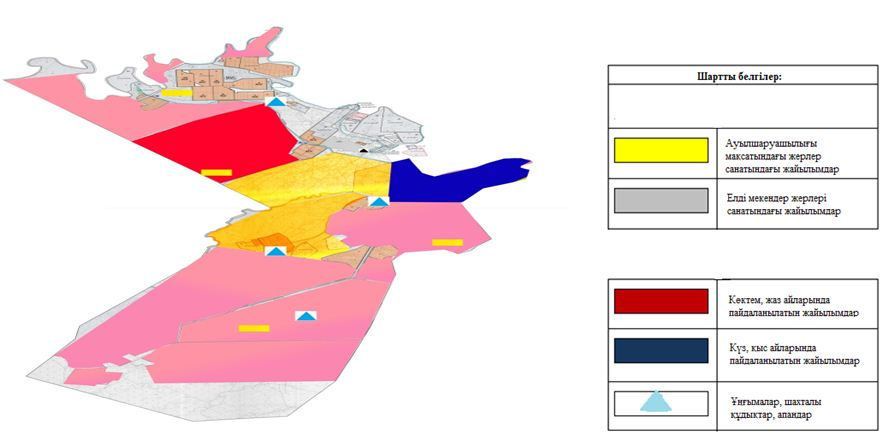 Шартты белгілер:
Ауылшаруашылығы
мақсатындағы жерлер
санатындағы жайылымдар
Елді мекендер жерлері
санатындағы жайылымдар
Көктем, жаз айларында
пайдаланылатын жайылымдар
Күз, қыс айларында
пайдаланылатын жайылымдар
Ұңғымалар, шахталы
құдықтар, апандар